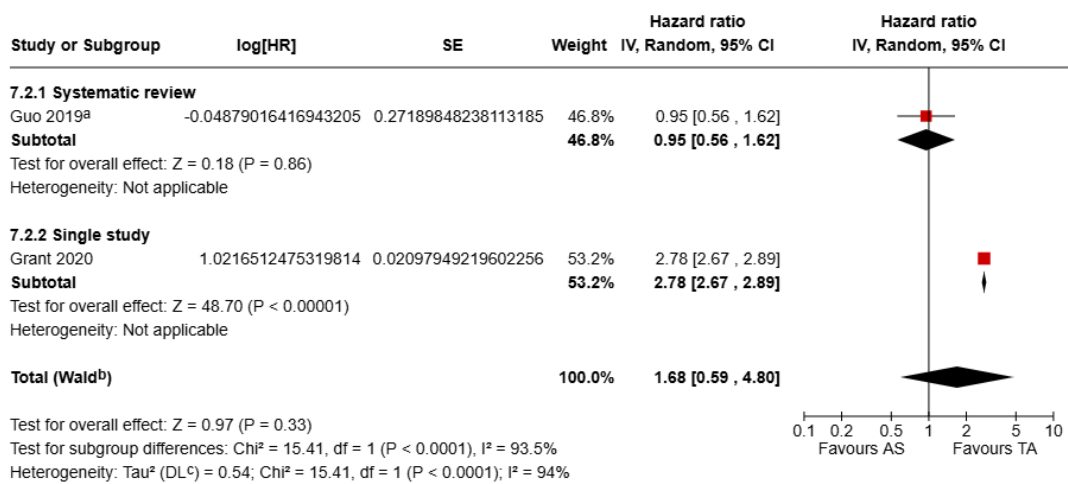 Hazard ratio Hazard ratio
Study or Subgroup log[HR] SE Weight IV, Random, 95% CI IV, Random, 95% CI
7.2.1 Systematic review
Guo 2019ᵃ -0.04879016416943205 0.27189848238113185 46.8% 0.95 [0.56 , 1.62]
Subtotal 46.8% 0.95 [0.56 , 1.62]
Test for overall effect: Z = 0.18 (P = 0.86)
Heterogeneity: Not applicable
7.2.2 Single study
Grant 2020 1.0216512475319814 0.02097949219602256 53.2% 2.78 [2.67 , 2.89]
Subtotal 53.2% 2.78 [2.67 , 2.89]
Test for overall effect: Z = 48.70 (P < 0.00001)
Heterogeneity: Not applicable
Total (Waldᵇ) 100.0% 1.68 [0.59 , 4.80]
Test for overall effect: Z = 0.97 (P = 0.33)
0.1 0.2 0.5 1 2 5 10
Test for subgroup differences: Chi² = 15.41, df = 1 (P < 0.0001), I² = 93.5%
Favours AS Favours TA
Heterogeneity: Tau² (DLᶜ) = 0.54; Chi² = 15.41, df = 1 (P < 0.0001); I² = 94%